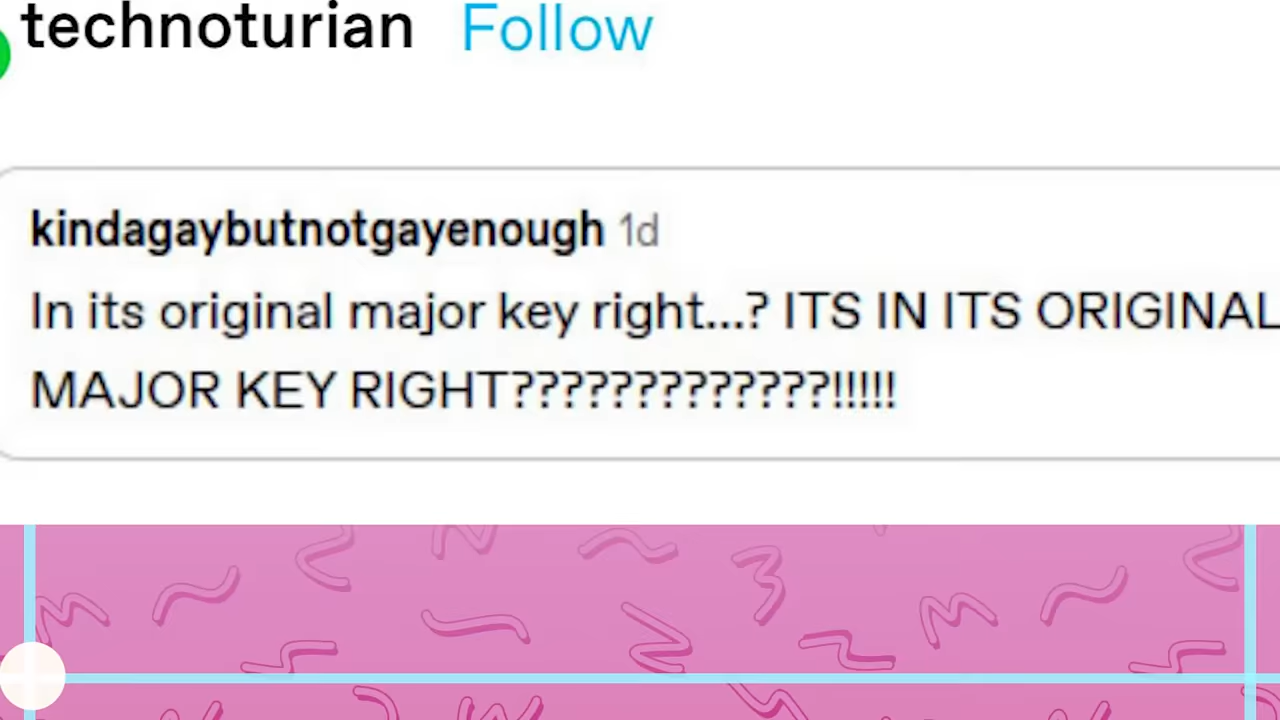 technoturian Follow
kindagaybutnotgayenough 1d
In its original major key right...? ITS IN ITS ORIGINAL
MAJOR KEY RIGHT?????????????!!!!!